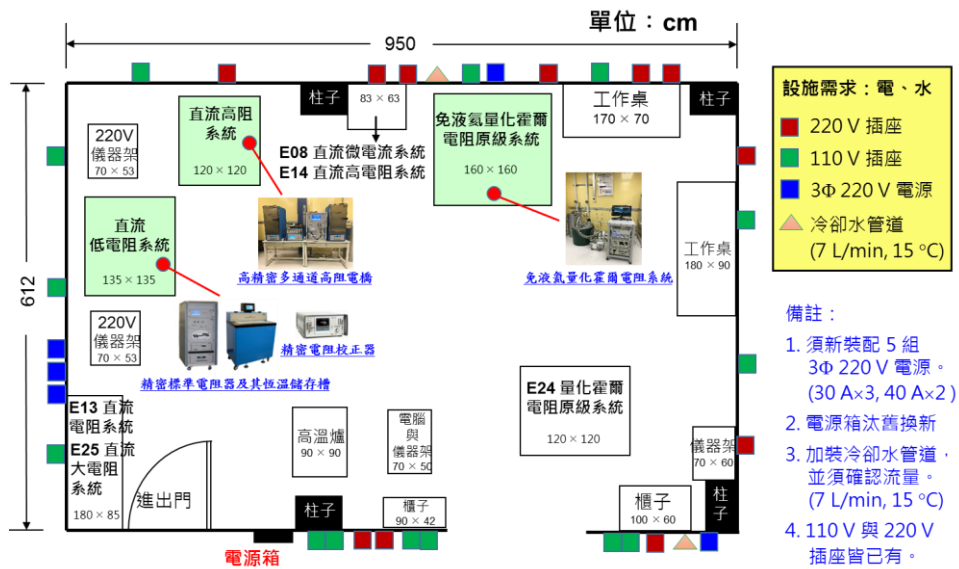 單位：cm
950
612
柱子
83 × 63
工作桌
170 × 70
柱子
220V
儀器架
70 × 53
直流高阻
系統
120 × 120
E08 直流微電流系統
E14 直流高電阻系統
免液氦量化霍爾
電阻原級系統
160 × 160
直流
低電阻系統
135 × 135
高精密多通道高阻電橋
免液氦量化霍爾電阻系統
工作桌
180 × 90
220V
儀器架
70 × 53
精密電阻校正器
精密標準電阻器及其恒溫儲存槽
E13 直流
電阻系統
E25 直流
大電阻
系統
180 × 85
進出門
高溫爐
90 × 90
電腦
與
儀器架
70 × 50
E24 量化霍爾
電阻原級系統
120 × 120
儀器架
70 × 60
柱子
櫃子
90 × 42
櫃子
100 × 60
柱
子
電源箱
設施需求：電、水
220 V 插座
110 V 插座
3Φ 220 V 電源
冷卻水管道
(7 L/min, 15 °C)
備註：
1. 須新裝配 5 組
3Φ 220 V 電源。
(30 A×3, 40 A×2 )
2. 電源箱汰舊換新
3. 加裝冷卻水管道，
並須確認流量。
(7 L/min, 15 °C)
4. 110 V 與 220 V
插座皆已有。